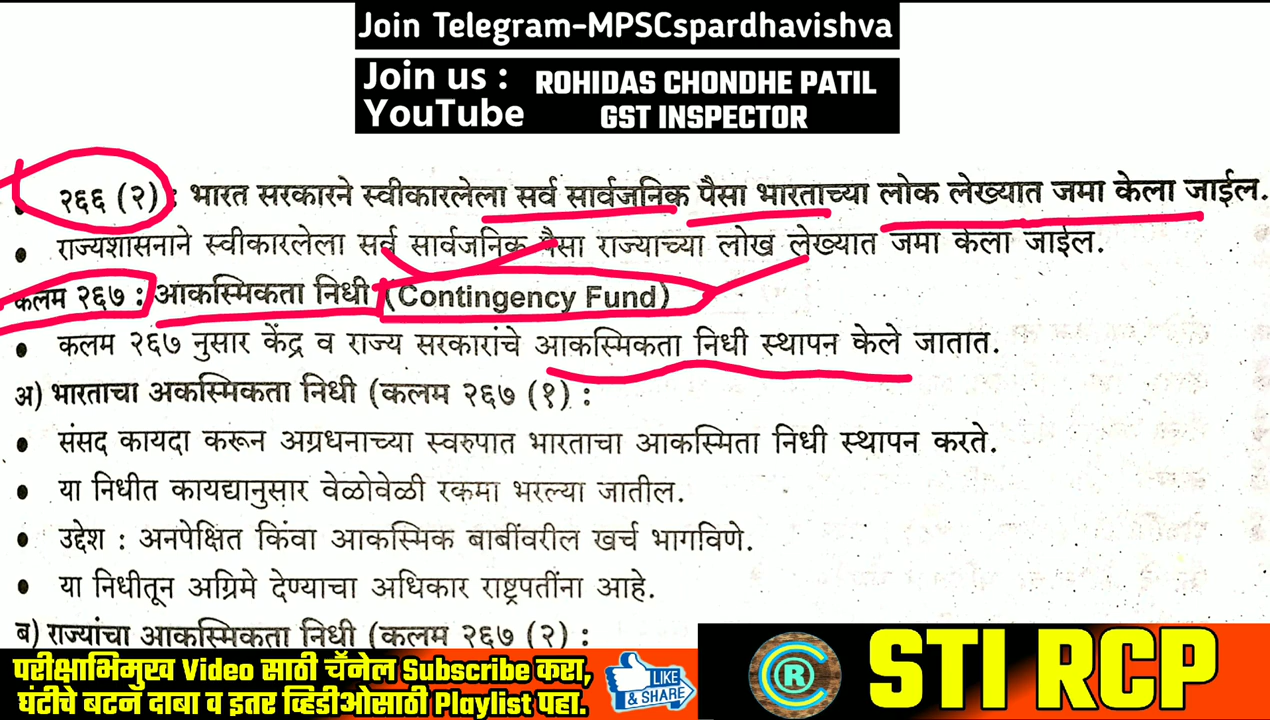 Join Telegram-MPSCspardhavishva
Join us : ROHIDAS CHONDHE PATIL
YouTube GST INSPECTOR
• २६६ (२) : भारत सरकारने स्वीकारलेला सर्व सार्वजनिक पैसा भारताच्या लोक लेख्यात जमा केला जाईल.
• राज्यशासनाने स्वीकारलेला सर्व सार्वजनिक पैसा राज्याच्या लोख लेख्यात जमा केला जाईल.
कलम २६७ : आकस्मिकता निधी (Contingency Fund)
• कलम २६७ नुसार केंद्र व राज्य सरकारांचे आकस्मिकता निधी स्थापन केले जातात.
अ) भारताचा अकस्मिकता निधी (कलम २६७ (१) :
• संसद कायदा करून अग्रधनाच्या स्वरुपात भारताचा आकस्मिता निधी स्थापन करते.
• या निधीत कायद्यानुसार वेळोवेळी रकमा भरल्या जातील.
• उद्देश : अनपेक्षित किंवा आकस्मिक बाबींवरील खर्च भागविणे.
• या निधीतून अग्रिमे देण्याचा अधिकार राष्ट्रपतींना आहे.
ब) राज्यांचा आकस्मिकता निधी (कलम २६७ (२) :
परीक्षाभिमुख Video साठी चॅनेल Subscribe करा,
घंटीचे बटन दाबा व इतर व्हिडीओसाठी Playlist पहा.
LIKE
& SHARE
C R
STI RCP